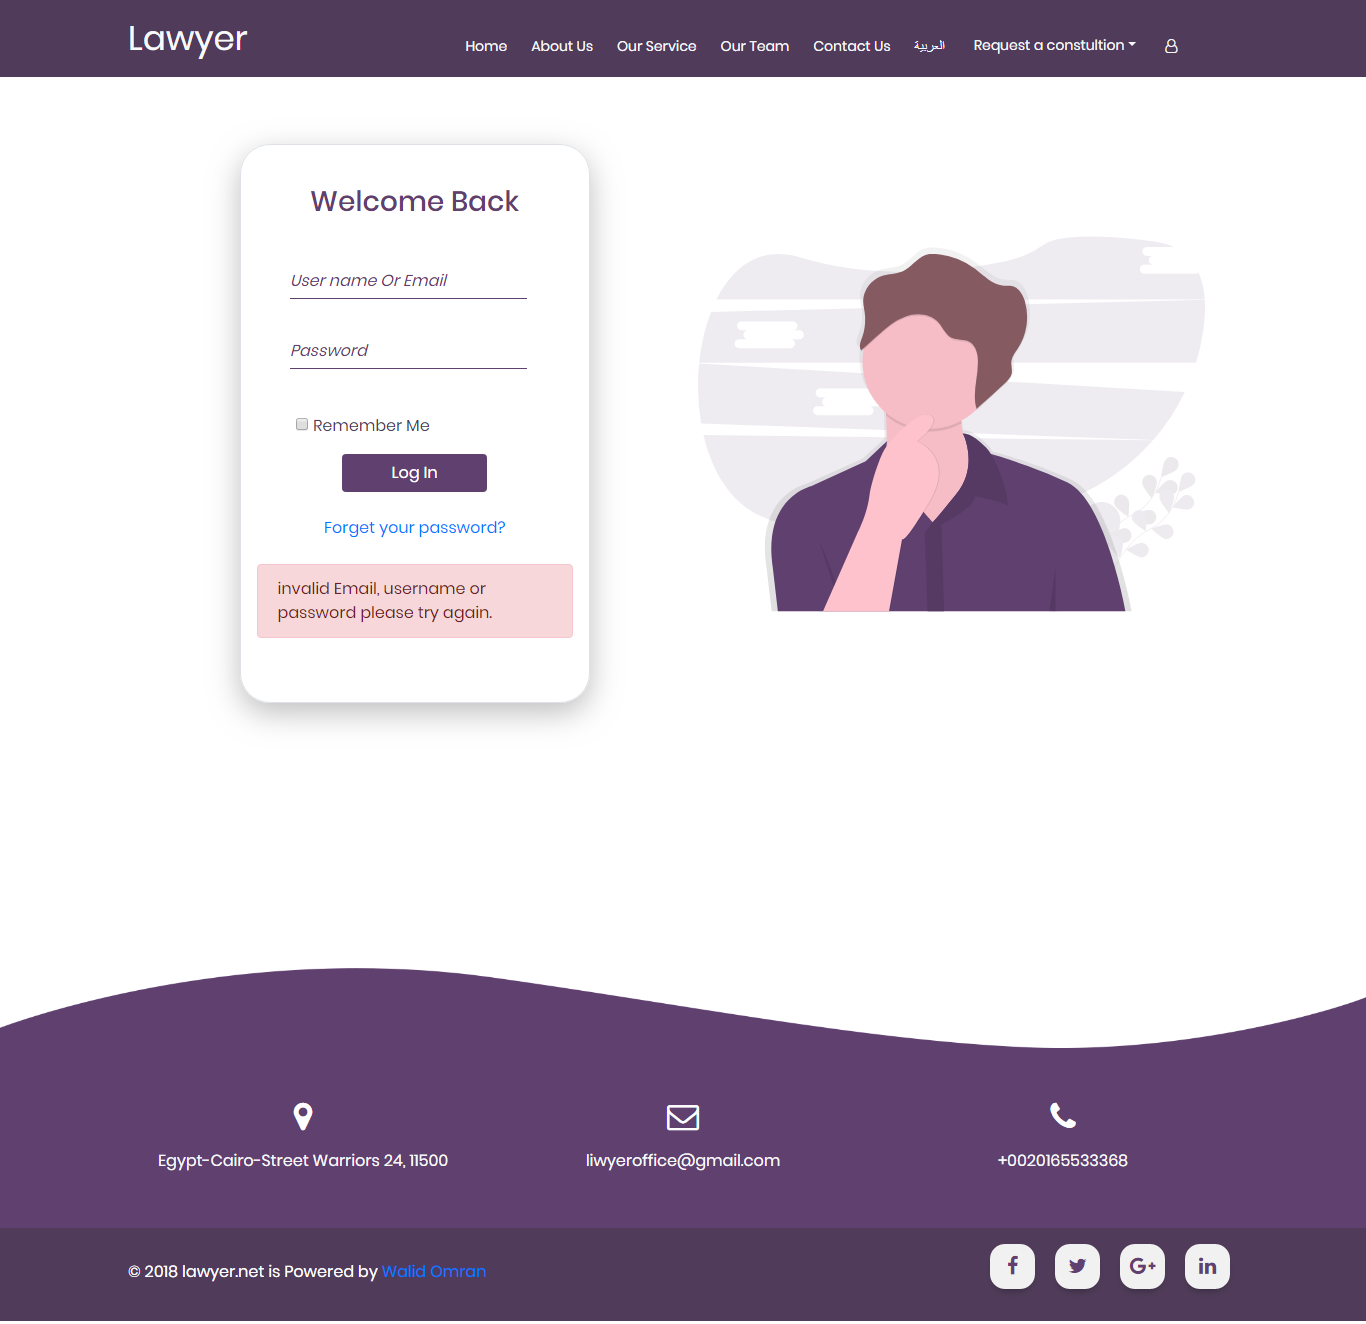 Lawyer
Home
About Us
Our Service
Our Team
Contact Us
العربية
Request a constultion
Welcome Back
User name Or Email
Password
Remember Me
Log In
Forget your password?
invalid Email, username or
password please try again.
Egypt-Cairo-Street Warriors 24, 11500
liwyeroffice@gmail.com
+0020165533368
© 2018 lawyer.net is Powered by Walid Omran